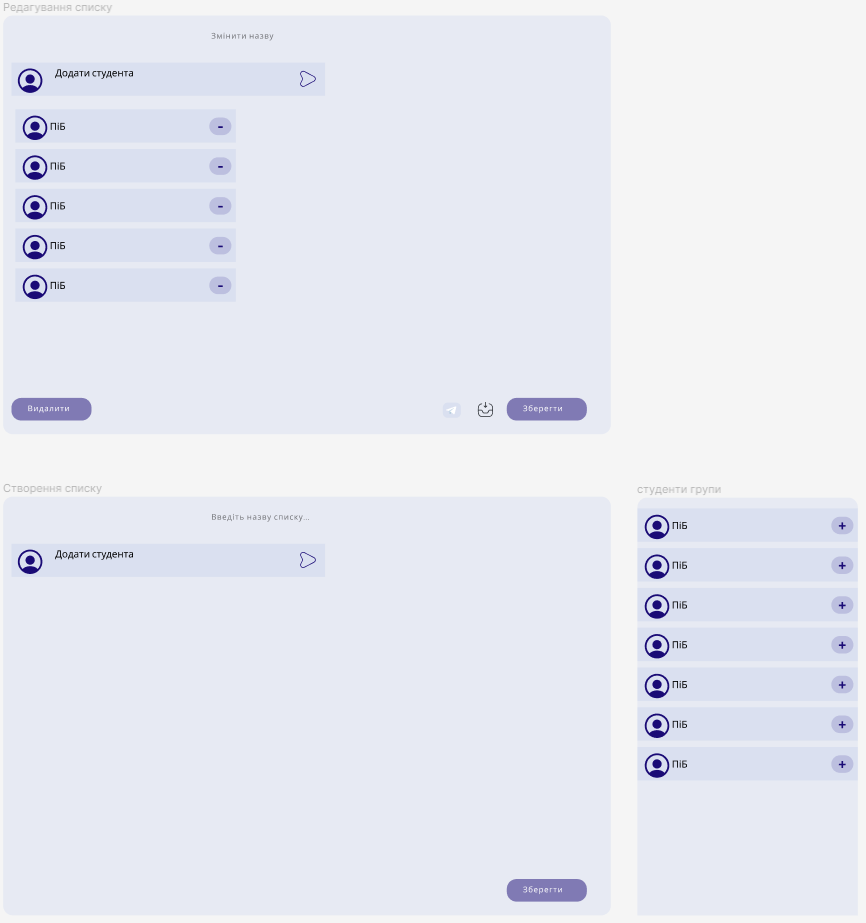 Редагування списку
Змінити назву
Додати студента
ПіБ
-
ПіБ
-
ПіБ
-
ПіБ
-
ПіБ
-
Видалити
Зберегти
Створення списку
Введіть назву списку...
Додати студента
Зберегти
студенти групи
ПіБ
+
ПіБ
+
ПіБ
+
ПіБ
+
ПіБ
+
ПіБ
+
ПіБ
+